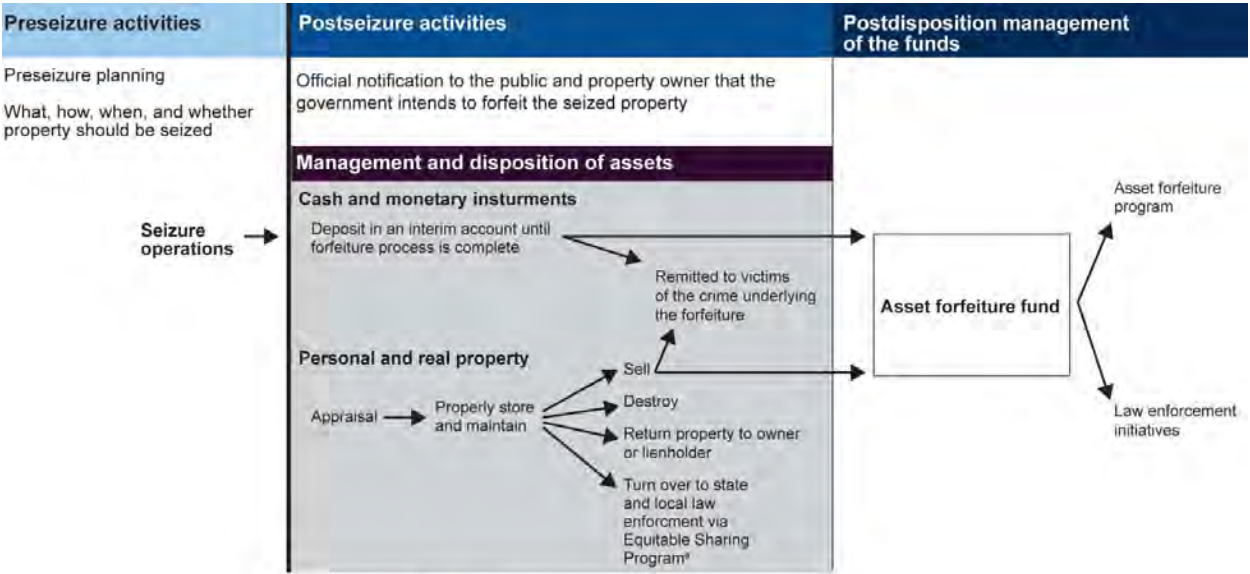 Preseizure activities
Postseizure activities
Postdisposition management
of the funds
Preseizure planning
What, how, when, and whether
property should be seized
Official notification to the public and property owner that the
government intends to forfeit the seized property
Management and disposition of assets
Cash and monetary insturments
Seizure
operations
Deposit in an interim account until
forfeiture process is complete
Remitted to victims
of the crime underlying
the forfeiture
Personal and real property
Appraisal
Properly store
and maintain
Sell
Destroy
Return property to owner
or lienholder
Turn over to state
and local law
enforcment via
Equitable Sharing
Programª
Asset forfeiture fund
Asset forfeiture
program
Law enforcement
initiatives